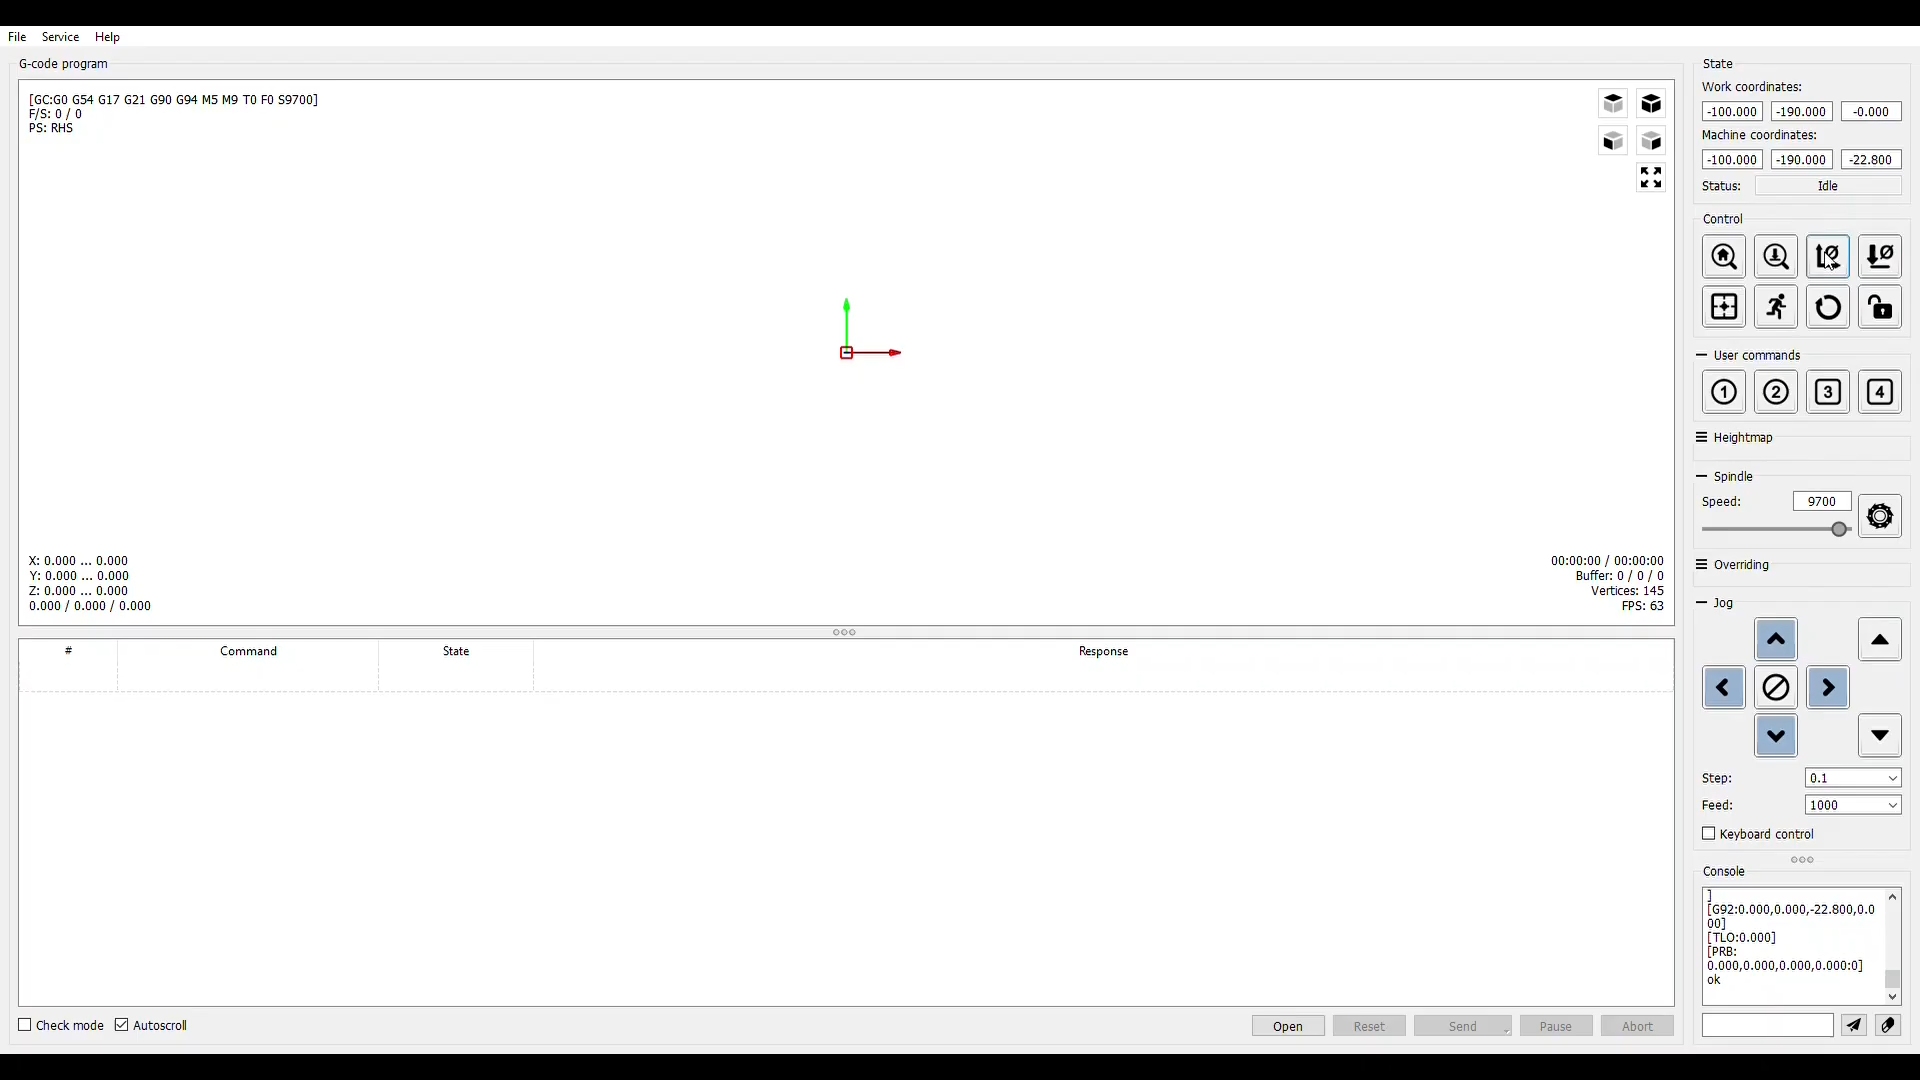 File Service Help
G-code program
[GC:G0 G54 G17 G21 G90 G94 M5 M9 T0 F0 S9700]
F/S: 0 / 0
PS: RHS
X: 0.000 ... 0.000
Y: 0.000 ... 0.000
Z: 0.000 ... 0.000
0.000 / 0.000 / 0.000
00:00:00 / 00:00:00
Buffer: 0 / 0 / 0
Vertices: 145
FPS: 63
# Command State Response
Check mode Autoscroll
Open Reset Send Pause Abort
State
Work coordinates:
-100.000 -190.000 -0.000
Machine coordinates:
-100.000 -190.000 -22.800
Status: Idle
Control
User commands
1 2 3 4
Heightmap
Spindle
Speed: 9700
Overriding
Jog
Step: 0.1
Feed: 1000
Keyboard control
Console
]
[G92:0.000,0.000,-22.800,0.0
00]
[TLO:0.000]
[PRB:
0.000,0.000,0.000,0.000:0]
ok